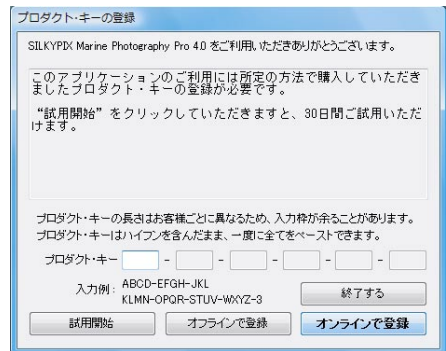 プロダクト・キーの登録
SILKYPIX Marine Photography Pro 4.0 をご利用いただきありがとうございます。
このアプリケーションのご利用には所定の方法で購入していただき
ましたプロダクト・キーの登録が必要です。
“試用開始”をクリックしていただきますと、30日間ご試用いただ
けます。
プロダクト・キーの長さはお客様ごとに異なるため、入力枠が余ることがあります。
プロダクト・キーはハイフンを含んだまま、一度に全てをペーストできます。
プロダクト・キー - - - - -
入力例: ABCD-EFGH-JKL
KLMN-OPQR-STUV-WXYZ-3
終了する
試用開始 オフラインで登録 オンラインで登録